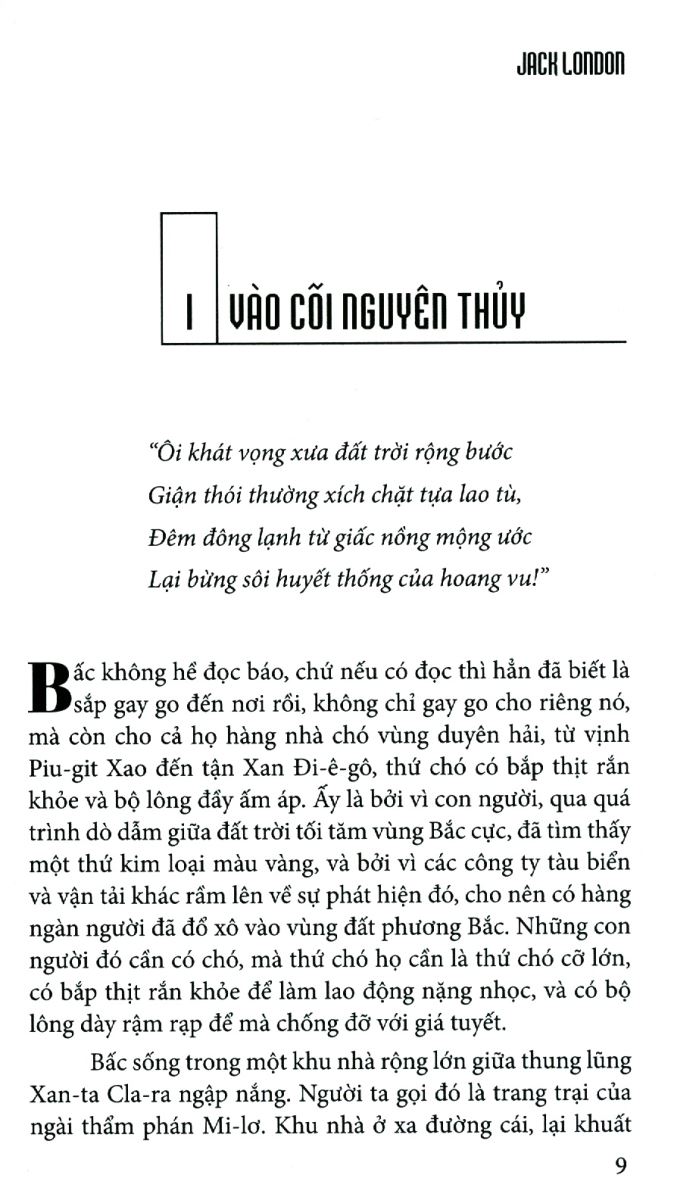 JACK LONDON
I VÀO CÕI NGUYÊN THỦY
“Ôi khát vọng xưa đất trời rộng bước
Giận thói thường xích chặt tựa lao tù,
Đêm đông lạnh từ giấc nồng mộng ước
Lại bừng sôi huyết thống của hoang vu!”
Bấc không hề đọc báo, chứ nếu có đọc thì hẳn đã biết là
sắp gay go đến nơi rồi, không chỉ gay go cho riêng nó,
mà còn cho cả họ hàng nhà chó vùng duyên hải, từ vịnh
Piu-git Xao đến tận Xan Đi-ê-gô, thứ chó có bắp thịt rắn
khỏe và bộ lông đầy ấm áp. Ấy là bởi vì con người, qua quá
trình dò dẫm giữa đất trời tối tăm vùng Bắc cực, đã tìm thấy
một thứ kim loại màu vàng, và bởi vì các công ty tàu biển
và vận tải khác rầm lên về sự phát hiện đó, cho nên có hàng
ngàn người đã đổ xô vào vùng đất phương Bắc. Những con
người đó cần có chó, mà thứ chó họ cần là thứ chó cỡ lớn,
có bắp thịt rắn khỏe để làm lao động nặng nhọc, và có bộ
lông dày rậm rạp để mà chống đỡ với giá tuyết.
Bấc sống trong một khu nhà rộng lớn giữa thung lũng
Xan-ta Cla-ra ngập nắng. Người ta gọi đó là trang trại của
ngài thẩm phán Mi-lơ. Khu nhà ở xa đường cái, lại khuất
9